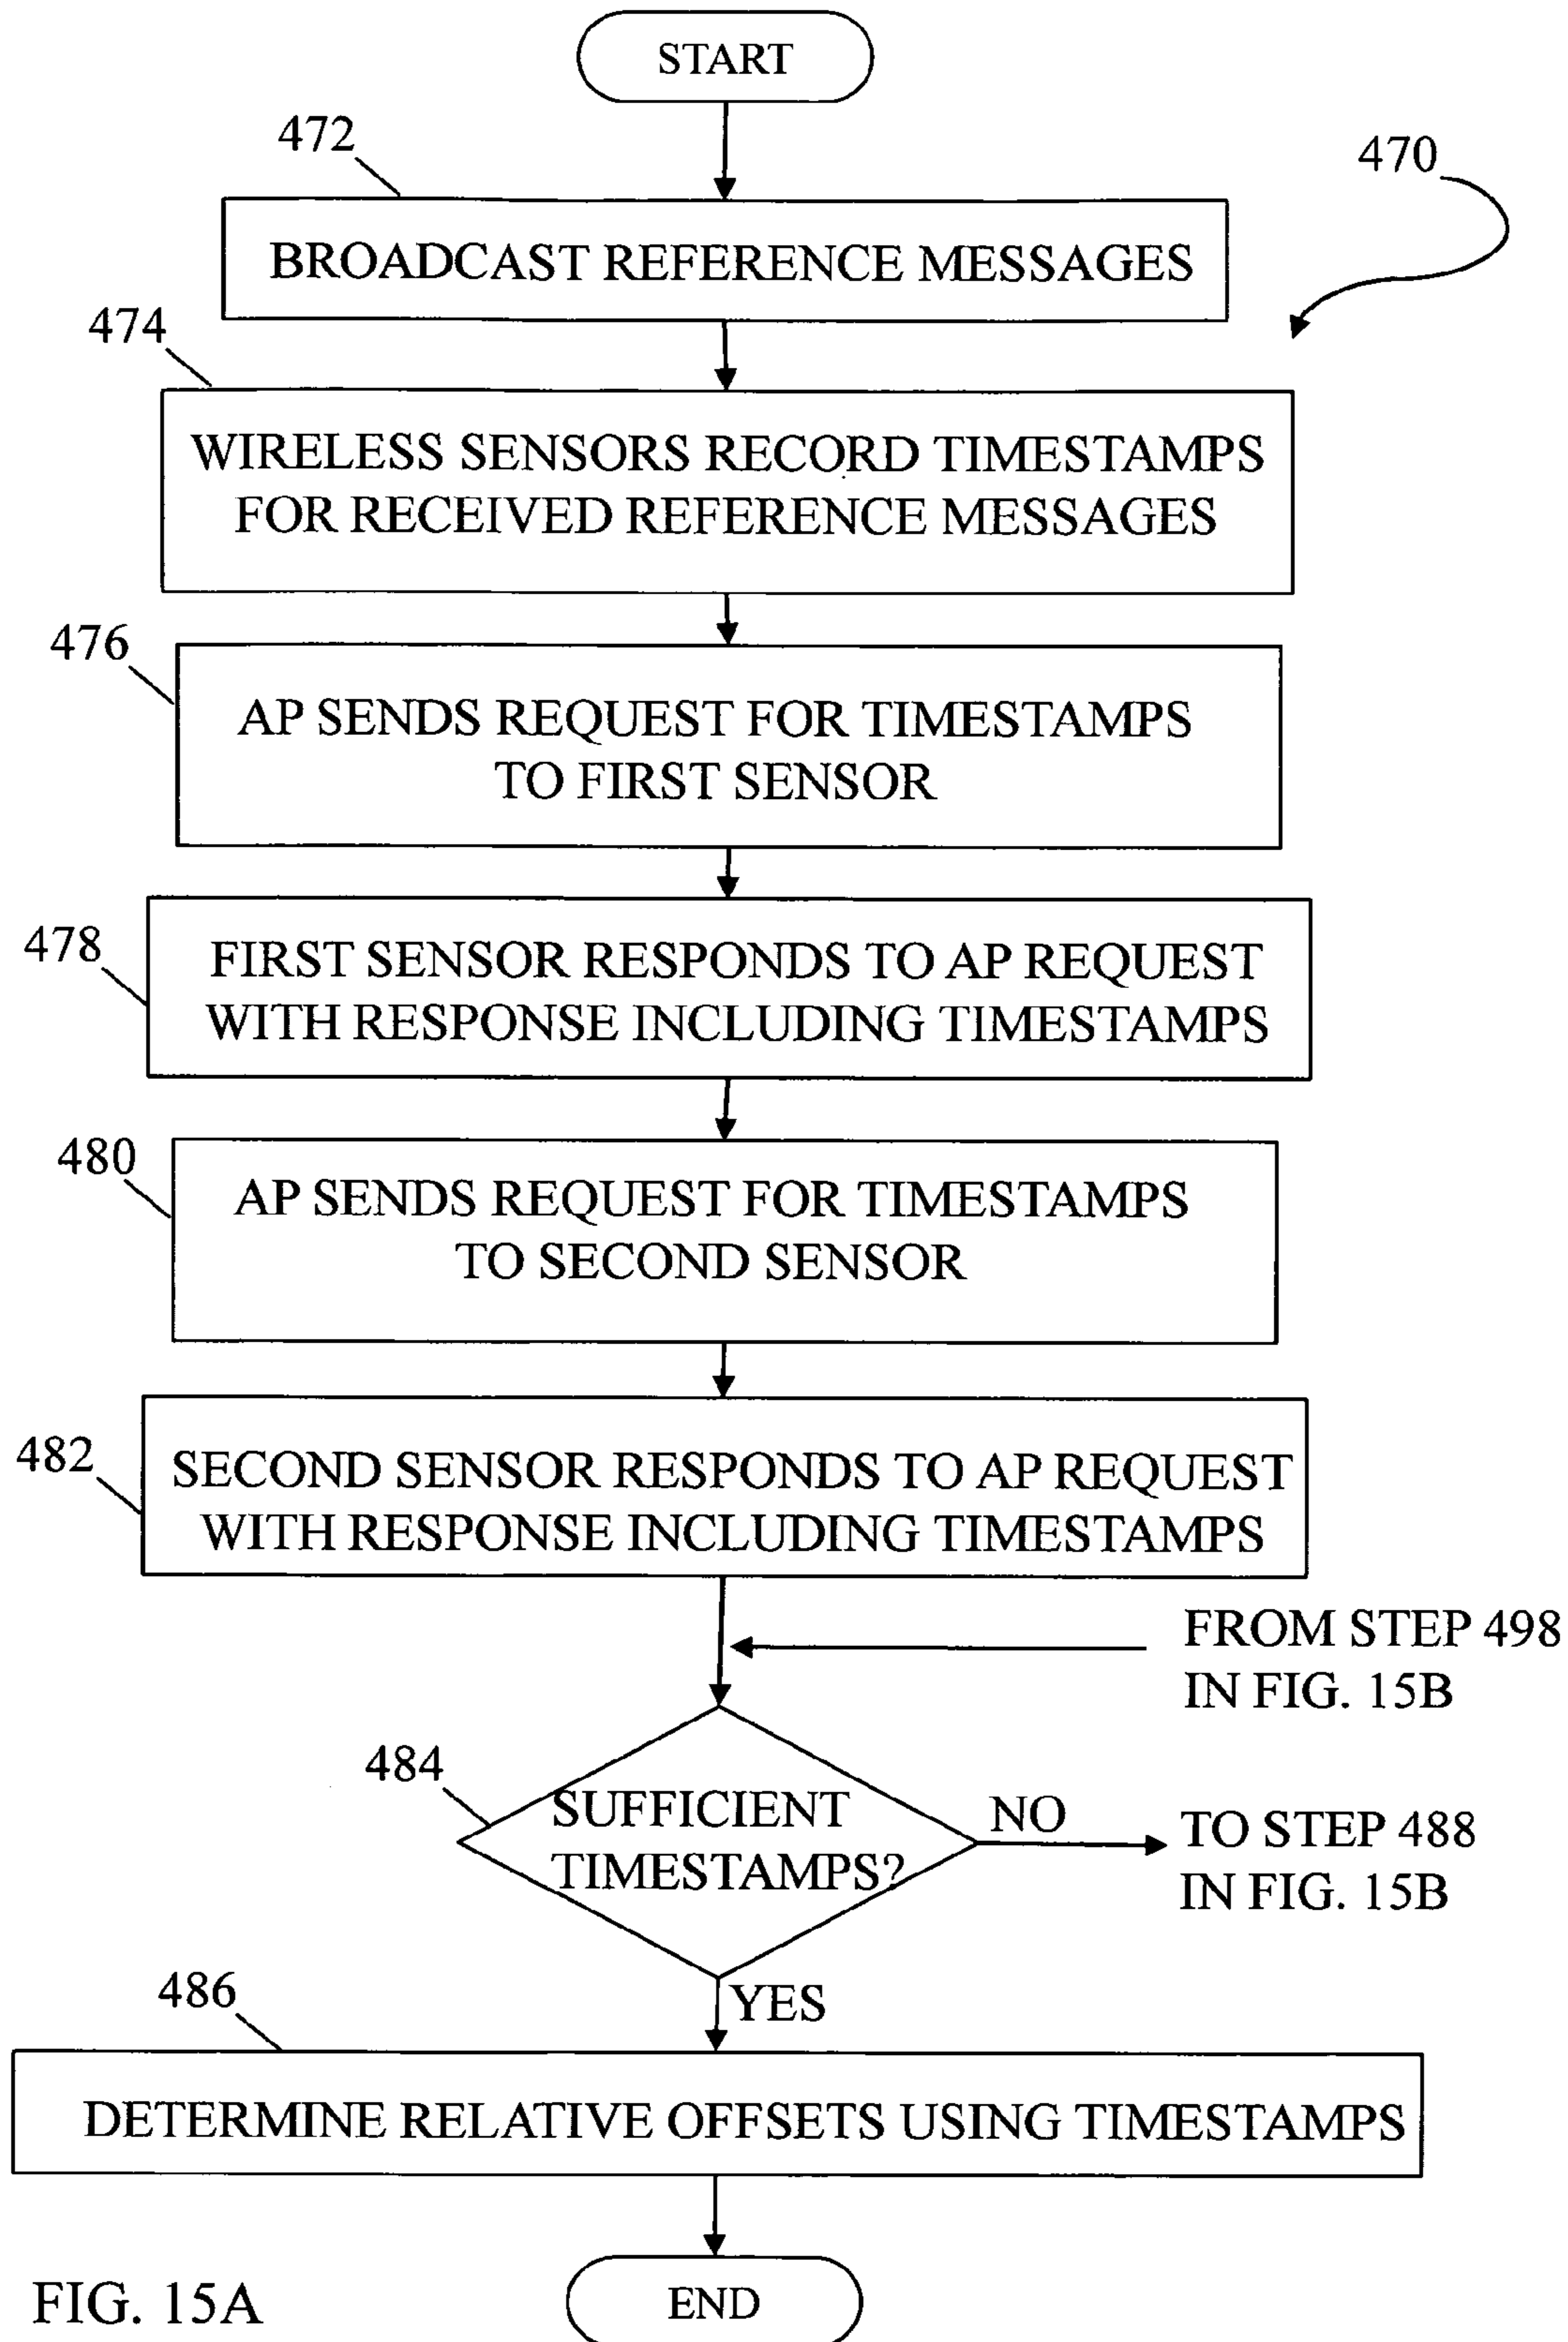 START
472
470
BROADCAST REFERENCE MESSAGES
474
WIRELESS SENSORS RECORD TIMESTAMPS
FOR RECEIVED REFERENCE MESSAGES
476
AP SENDS REQUEST FOR TIMESTAMPS
TO FIRST SENSOR
478
FIRST SENSOR RESPONDS TO AP REQUEST
WITH RESPONSE INCLUDING TIMESTAMPS
480
AP SENDS REQUEST FOR TIMESTAMPS
TO SECOND SENSOR
482
SECOND SENSOR RESPONDS TO AP REQUEST
WITH RESPONSE INCLUDING TIMESTAMPS
FROM STEP 498
IN FIG. 15B
484
SUFFICIENT
TIMESTAMPS?
NO
TO STEP 488
IN FIG. 15B
YES
486
DETERMINE RELATIVE OFFSETS USING TIMESTAMPS
END
FIG. 15A